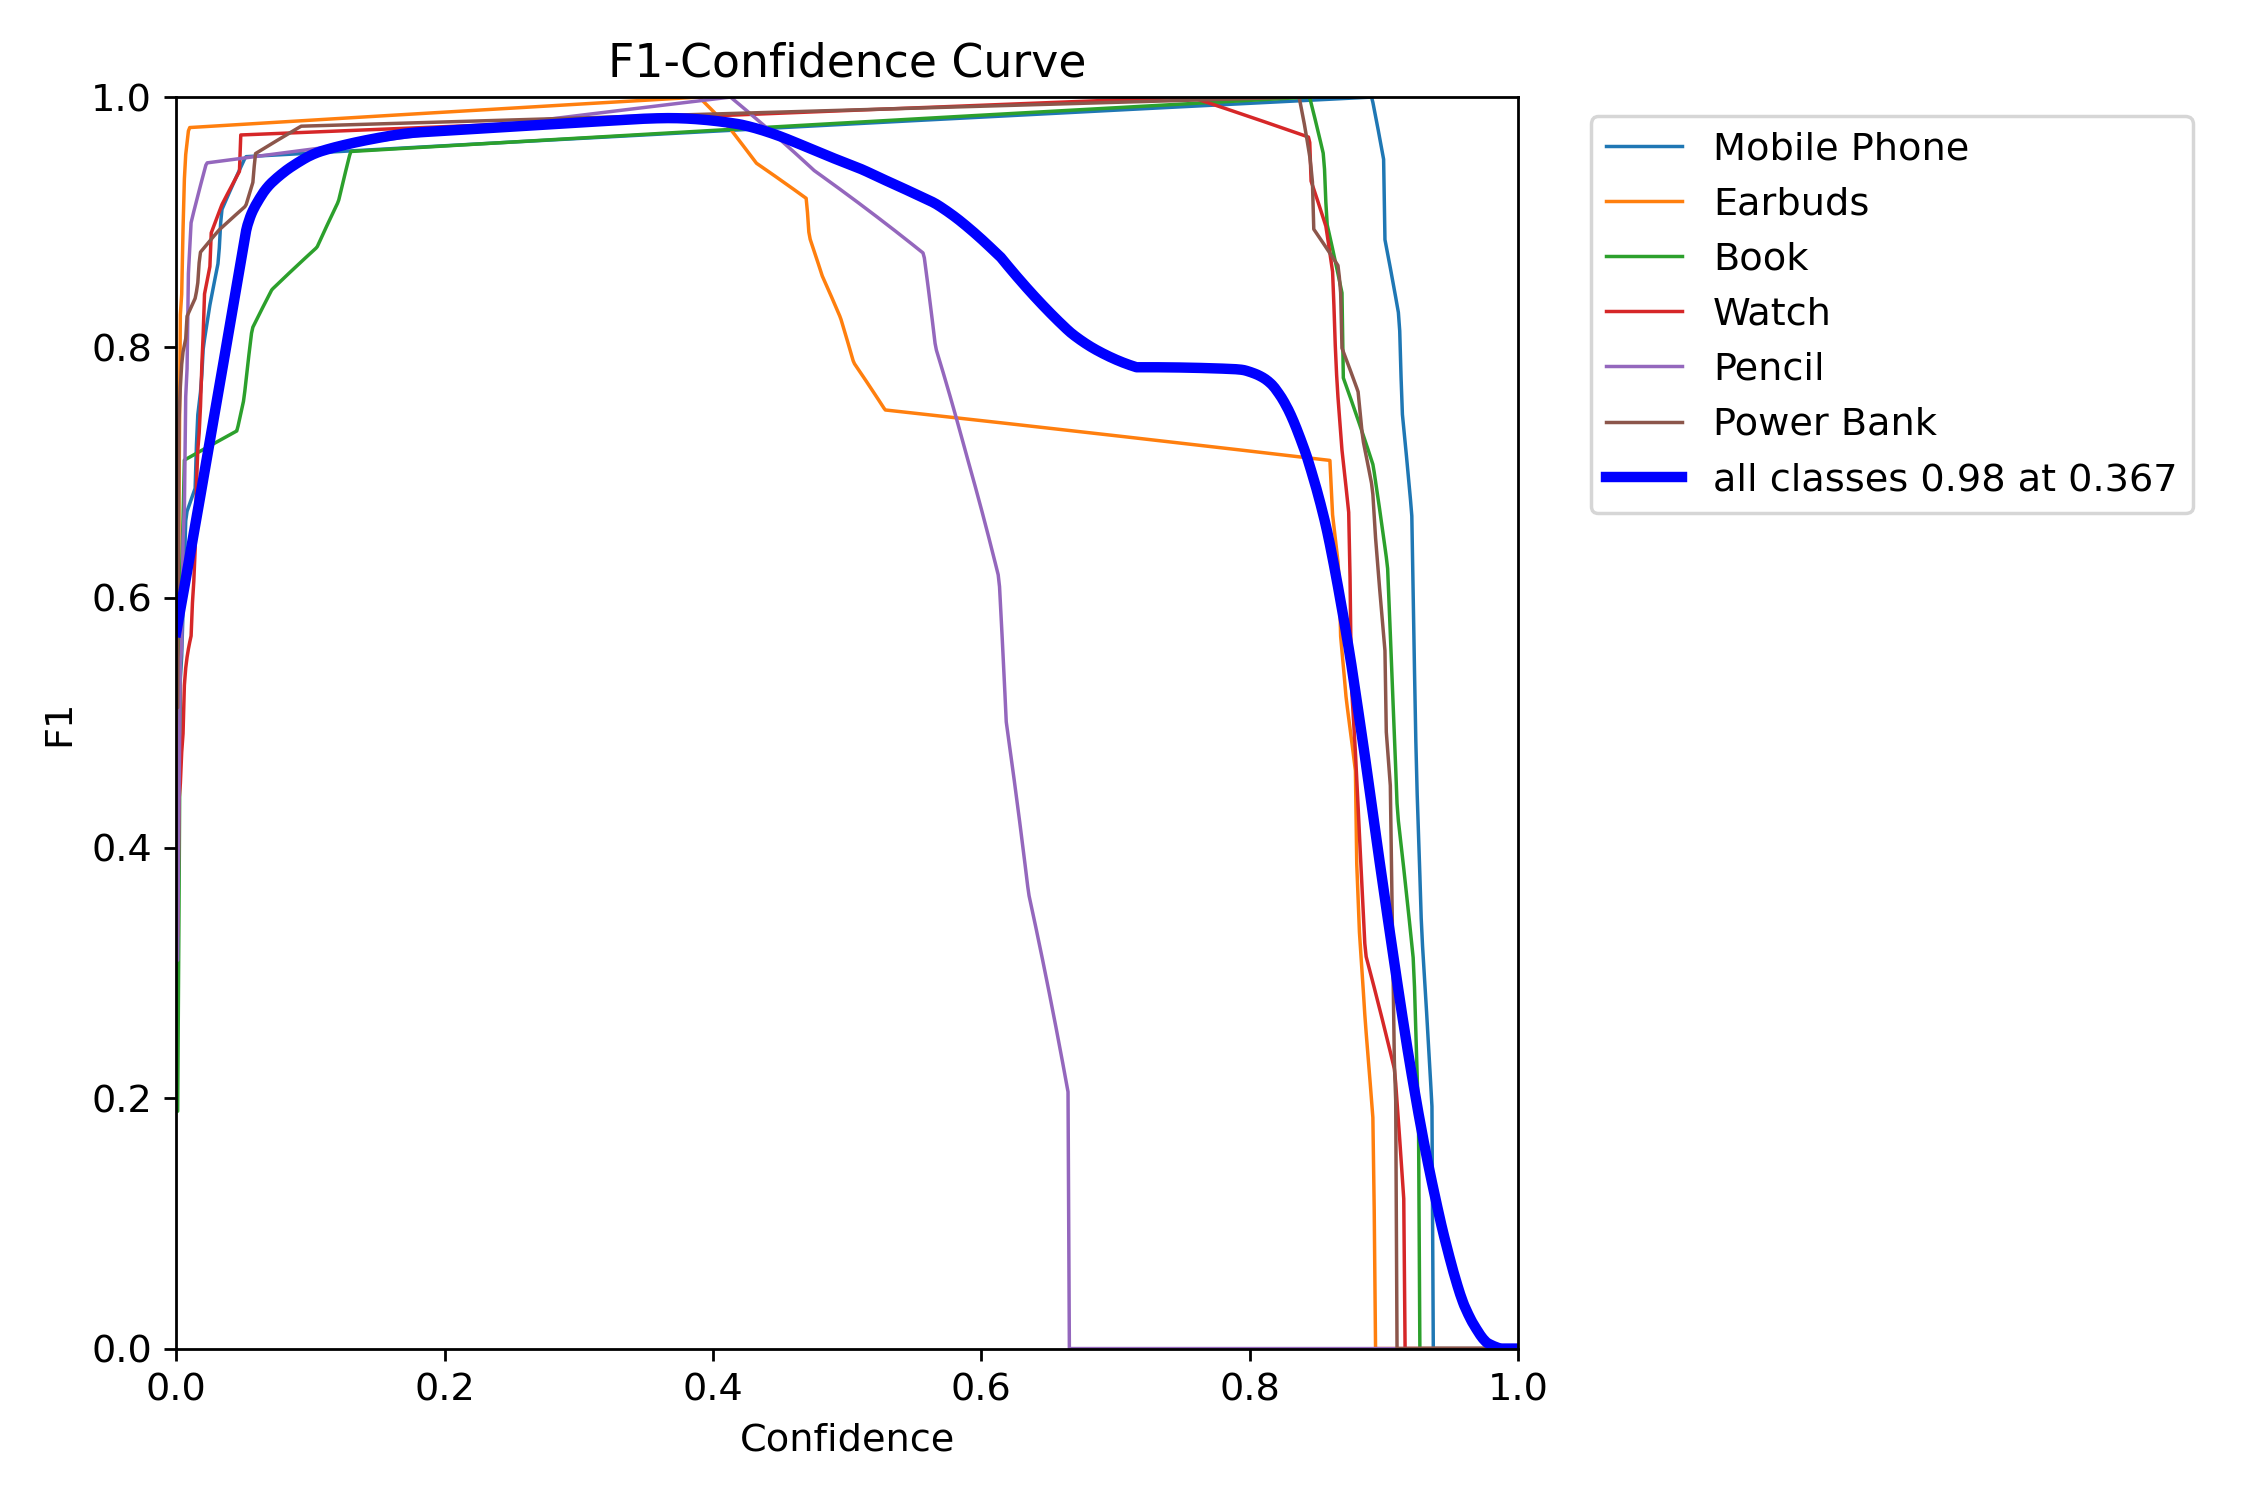 F1-Confidence Curve
1.0
0.8
0.6
0.4
0.2
0.0
F1
0.0 0.2 0.4 0.6 0.8 1.0
Confidence
Mobile Phone
Earbuds
Book
Watch
Pencil
Power Bank
all classes 0.98 at 0.367